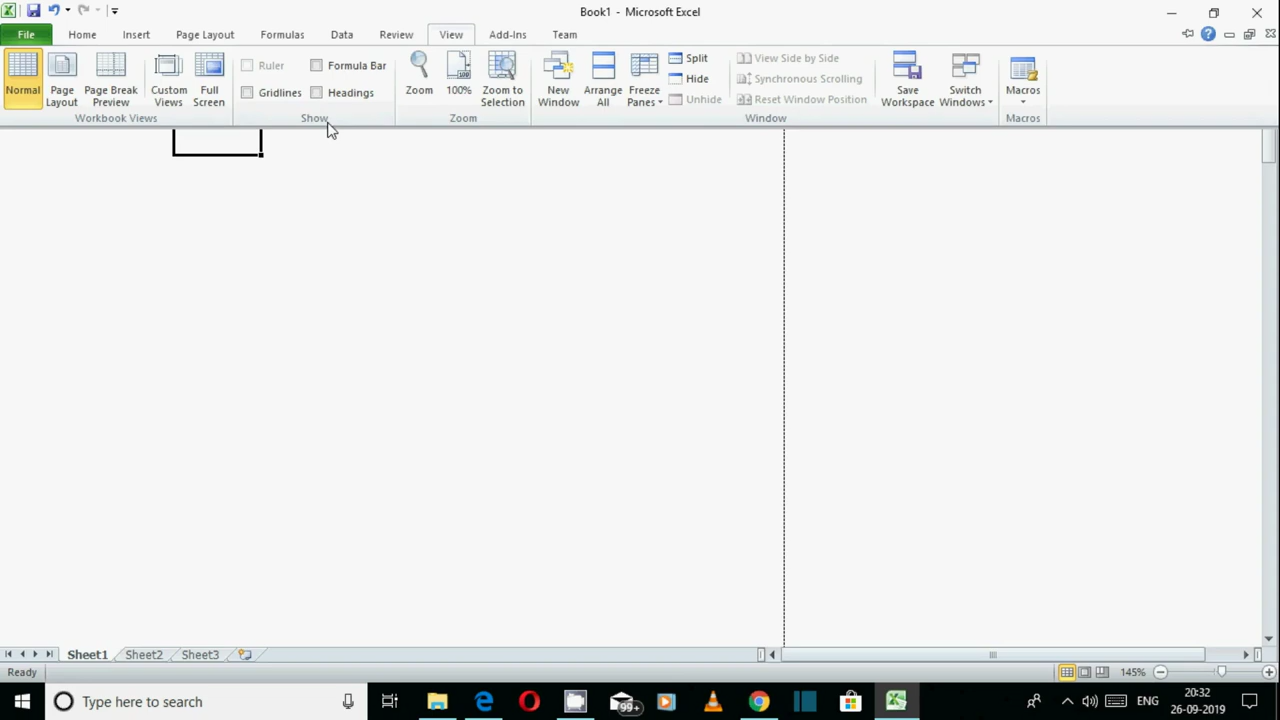 Book1 - Microsoft Excel
File Home Insert Page Layout Formulas Data Review View Add-Ins Team
Normal
Page Layout
Page Break Preview
Custom Views
Full Screen
Workbook Views
Ruler
Formula Bar
Gridlines
Headings
Show
Zoom
100%
Zoom to Selection
Zoom
New Window
Arrange All
Freeze Panes
Split
Hide
Unhide
View Side by Side
Synchronous Scrolling
Reset Window Position
Save Workspace
Switch Windows
Window
Macros
Macros
Sheet1 Sheet2 Sheet3
Ready
145%
Type here to search
99+
ENG
20:32
26-09-2019